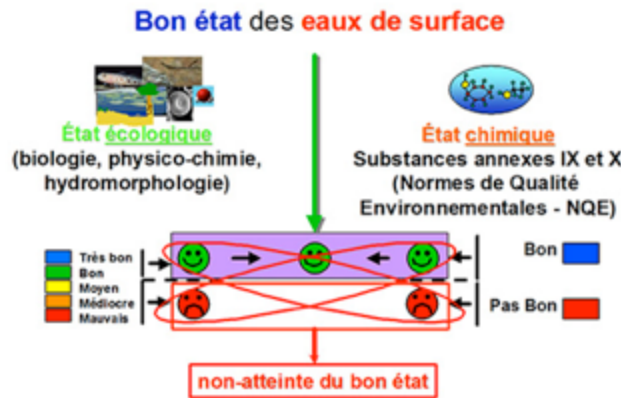 Bon état des eaux de surface
État écologique
(biologie, physico-chimie,
hydromorphologie)
État chimique
Substances annexes IX et X
(Normes de Qualité
Environnementales - NQE)
Très bon
Bon
Moyen
Médiocre
Mauvais
Bon
Pas Bon
non-atteinte du bon état